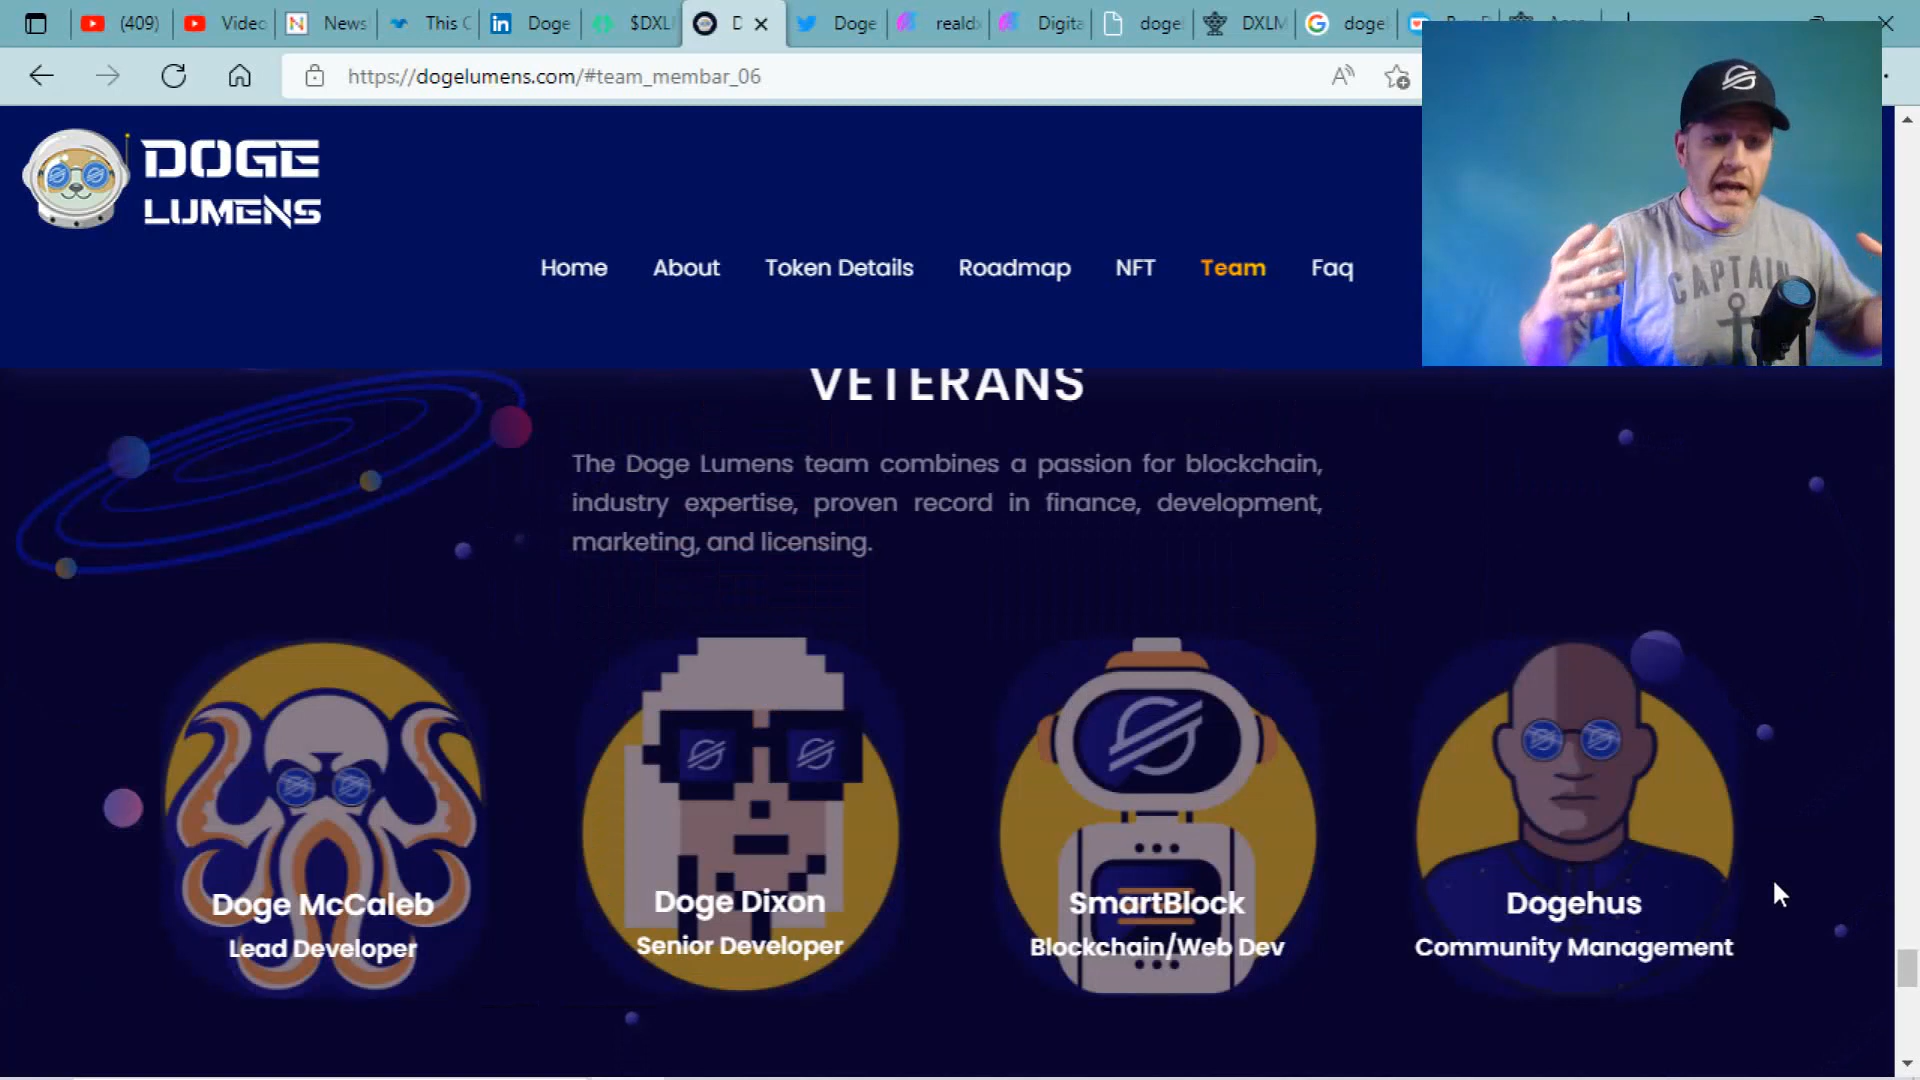 (409)
Video
News
This C
Doge
$DXL
D
Doge
realdx
Digita
doge
DXLM
doge
https://dogelumens.com/#team_membar_06
DOGE
LUMENS
Home About Token Details Roadmap NFT Team Faq
CAPTAIN
VETERANS
The Doge Lumens team combines a passion for blockchain,
industry expertise, proven record in finance, development,
marketing, and licensing.
Doge McCaleb
Lead Developer
Doge Dixon
Senior Developer
SmartBlock
Blockchain/Web Dev
Dogehus
Community Management